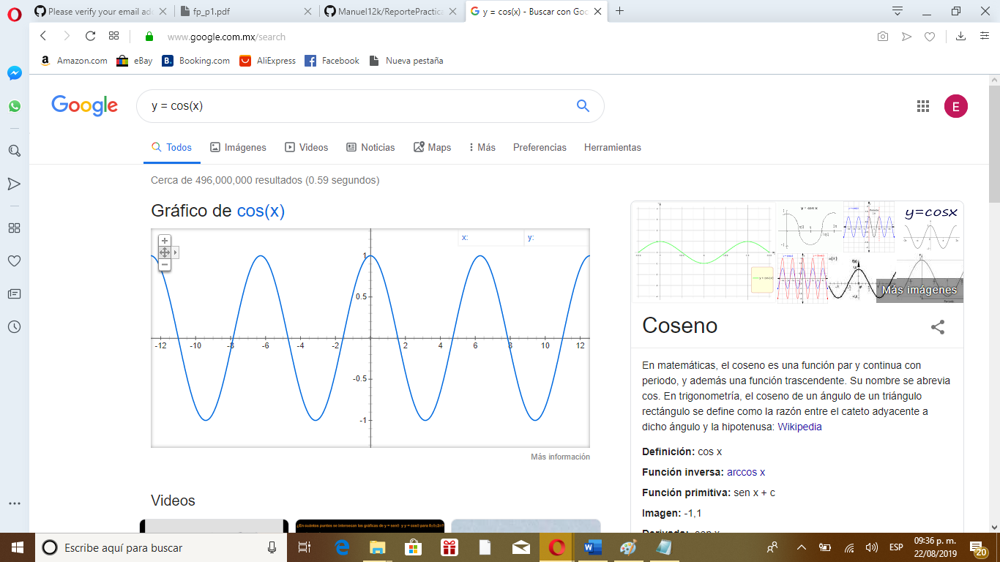 Please verify your email ad
fp_p1.pdf
Manuel12k/ReportePractica
y = cos(x) - Buscar con Goo
www.google.com.mx/search
Amazon.com
eBay
Booking.com
AliExpress
Facebook
Nueva pestaña
Google
y = cos(x)
E
Todos
Imágenes
Videos
Noticias
Maps
Más
Preferencias
Herramientas
Cerca de 496,000,000 resultados (0.59 segundos)
Gráfico de cos(x)
x:
y:
1
0.5
-12 -10 -8 -6 -4 -2 2 4 6 8 10 12
-0.5
-1
Más información
y=cosx
Más imágenes
Coseno
En matemáticas, el coseno es una función par y continua con
periodo, y además una función trascendente. Su nombre se abrevia
cos. En trigonometría, el coseno de un ángulo de un triángulo
rectángulo se define como la razón entre el cateto adyacente a
dicho ángulo y la hipotenusa: Wikipedia
Definición: cos x
Función inversa: arccos x
Función primitiva: sen x + c
Imagen: -1,1
Derivada: -sen x
Videos
¿En cuántos puntos se intersecan las gráficas de y = senθ y y = cosθ para 0≤θ≤2π?
Escribe aquí para buscar
ESP
09:36 p. m.
22/08/2019
20